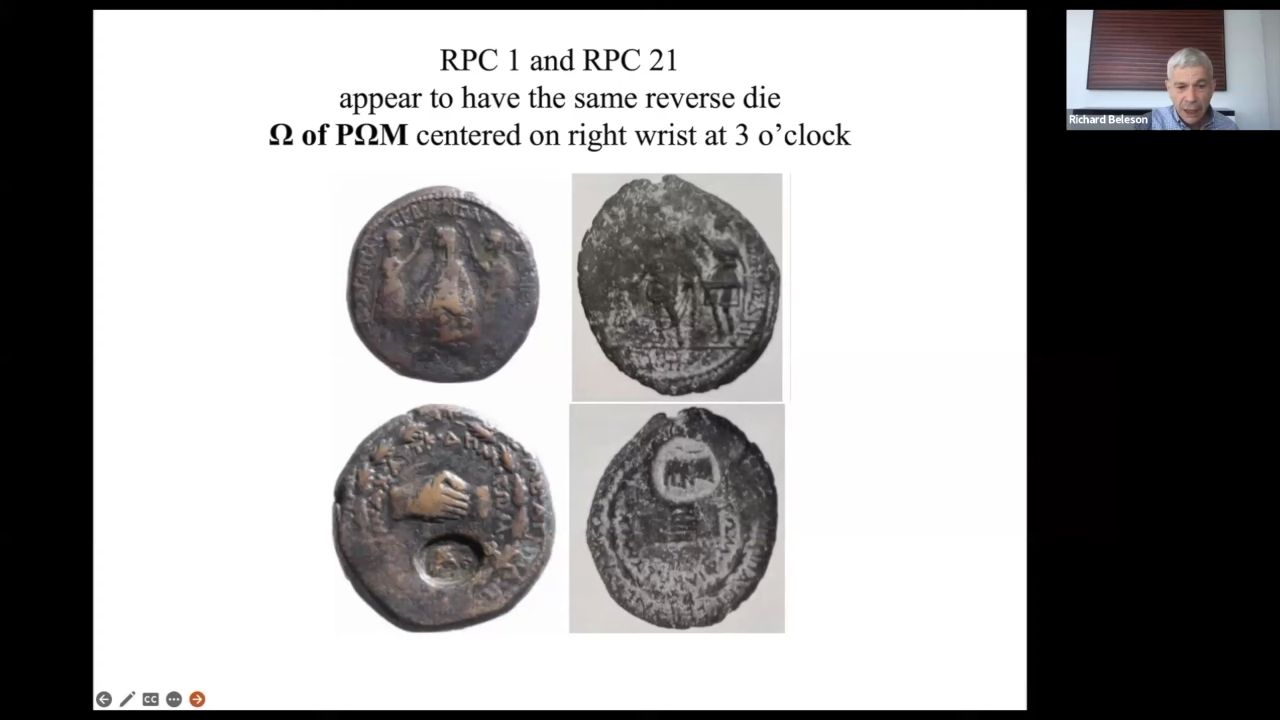 RPC 1 and RPC 21
appear to have the same reverse die
Ω of PΩM centered on right wrist at 3 o’clock
Richard Beleson
CC